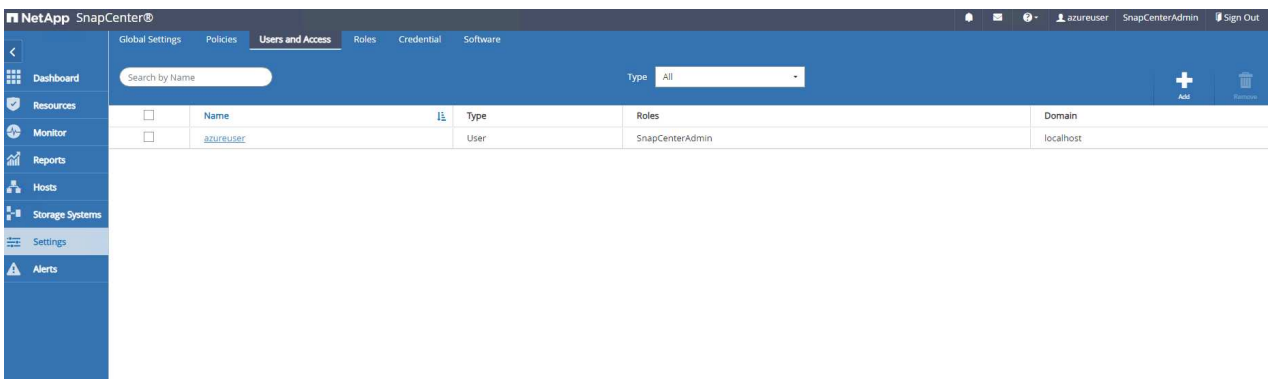 NetApp SnapCenter®
azureuser SnapCenterAdmin Sign Out
Global Settings Policies Users and Access Roles Credential Software
Dashboard
Resources
Monitor
Reports
Hosts
Storage Systems
Settings
Alerts
Search by Name
Type All
Add
Remove
Name Type Roles Domain
azureuser User SnapCenterAdmin localhost